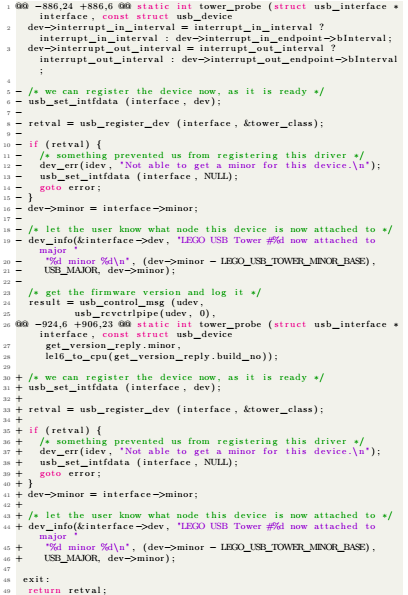 1 @@ -886,24 +886,6 @@ static int tower_probe (struct usb_interface *
interface, const struct usb_device
2 dev->interrupt_in_interval = interrupt_in_interval ?
interrupt_in_interval : dev->interrupt_in_endpoint->bInterval;
3 dev->interrupt_out_interval = interrupt_out_interval ?
interrupt_out_interval : dev->interrupt_out_endpoint->bInterval
;
4
5 - /* we can register the device now, as it is ready */
6 - usb_set_intfdata (interface, dev);
7 -
8 - retval = usb_register_dev (interface, &tower_class);
9 -
10 - if (retval) {
11 - /* something prevented us from registering this driver */
12 - dev_err(idev, "Not able to get a minor for this device.\n");
13 - usb_set_intfdata (interface, NULL);
14 - goto error;
15 - }
16 - dev->minor = interface->minor;
17 -
18 - /* let the user know what node this device is now attached to */
19 - dev_info(&interface->dev, "LEGO USB Tower #%d now attached to
major "
20 - "%d minor %d\n", (dev->minor - LEGO_USB_TOWER_MINOR_BASE),
21 - USB_MAJOR, dev->minor);
22 -
23 /* get the firmware version and log it */
24 result = usb_control_msg (udev,
25 usb_rcvctrlpipe(udev, 0),
26 @@ -924,6 +906,23 @@ static int tower_probe (struct usb_interface *
interface, const struct usb_device
27 get_version_reply.minor,
28 le16_to_cpu(get_version_reply.build_no));
29
30 + /* we can register the device now, as it is ready */
31 + usb_set_intfdata (interface, dev);
32 +
33 + retval = usb_register_dev (interface, &tower_class);
34 +
35 + if (retval) {
36 + /* something prevented us from registering this driver */
37 + dev_err(idev, "Not able to get a minor for this device.\n");
38 + usb_set_intfdata (interface, NULL);
39 + goto error;
40 + }
41 + dev->minor = interface->minor;
42 +
43 + /* let the user know what node this device is now attached to */
44 + dev_info(&interface->dev, "LEGO USB Tower #%d now attached to
major "
45 + "%d minor %d\n", (dev->minor - LEGO_USB_TOWER_MINOR_BASE),
46 + USB_MAJOR, dev->minor);
47
48 exit:
49 return retval;